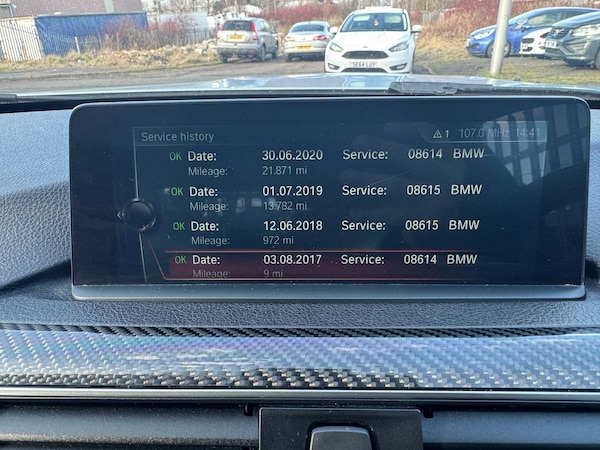 SE64 LUY
Service history
1 107.0 MHz 14:41
OK Date: 30.06.2020 Service: 08614 BMW
Mileage: 21.871 mi
OK Date: 01.07.2019 Service: 08615 BMW
Mileage: 13.782 mi
OK Date: 12.06.2018 Service: 08615 BMW
Mileage: 972 mi
OK Date: 03.08.2017 Service: 08614 BMW
Mileage: 9 mi